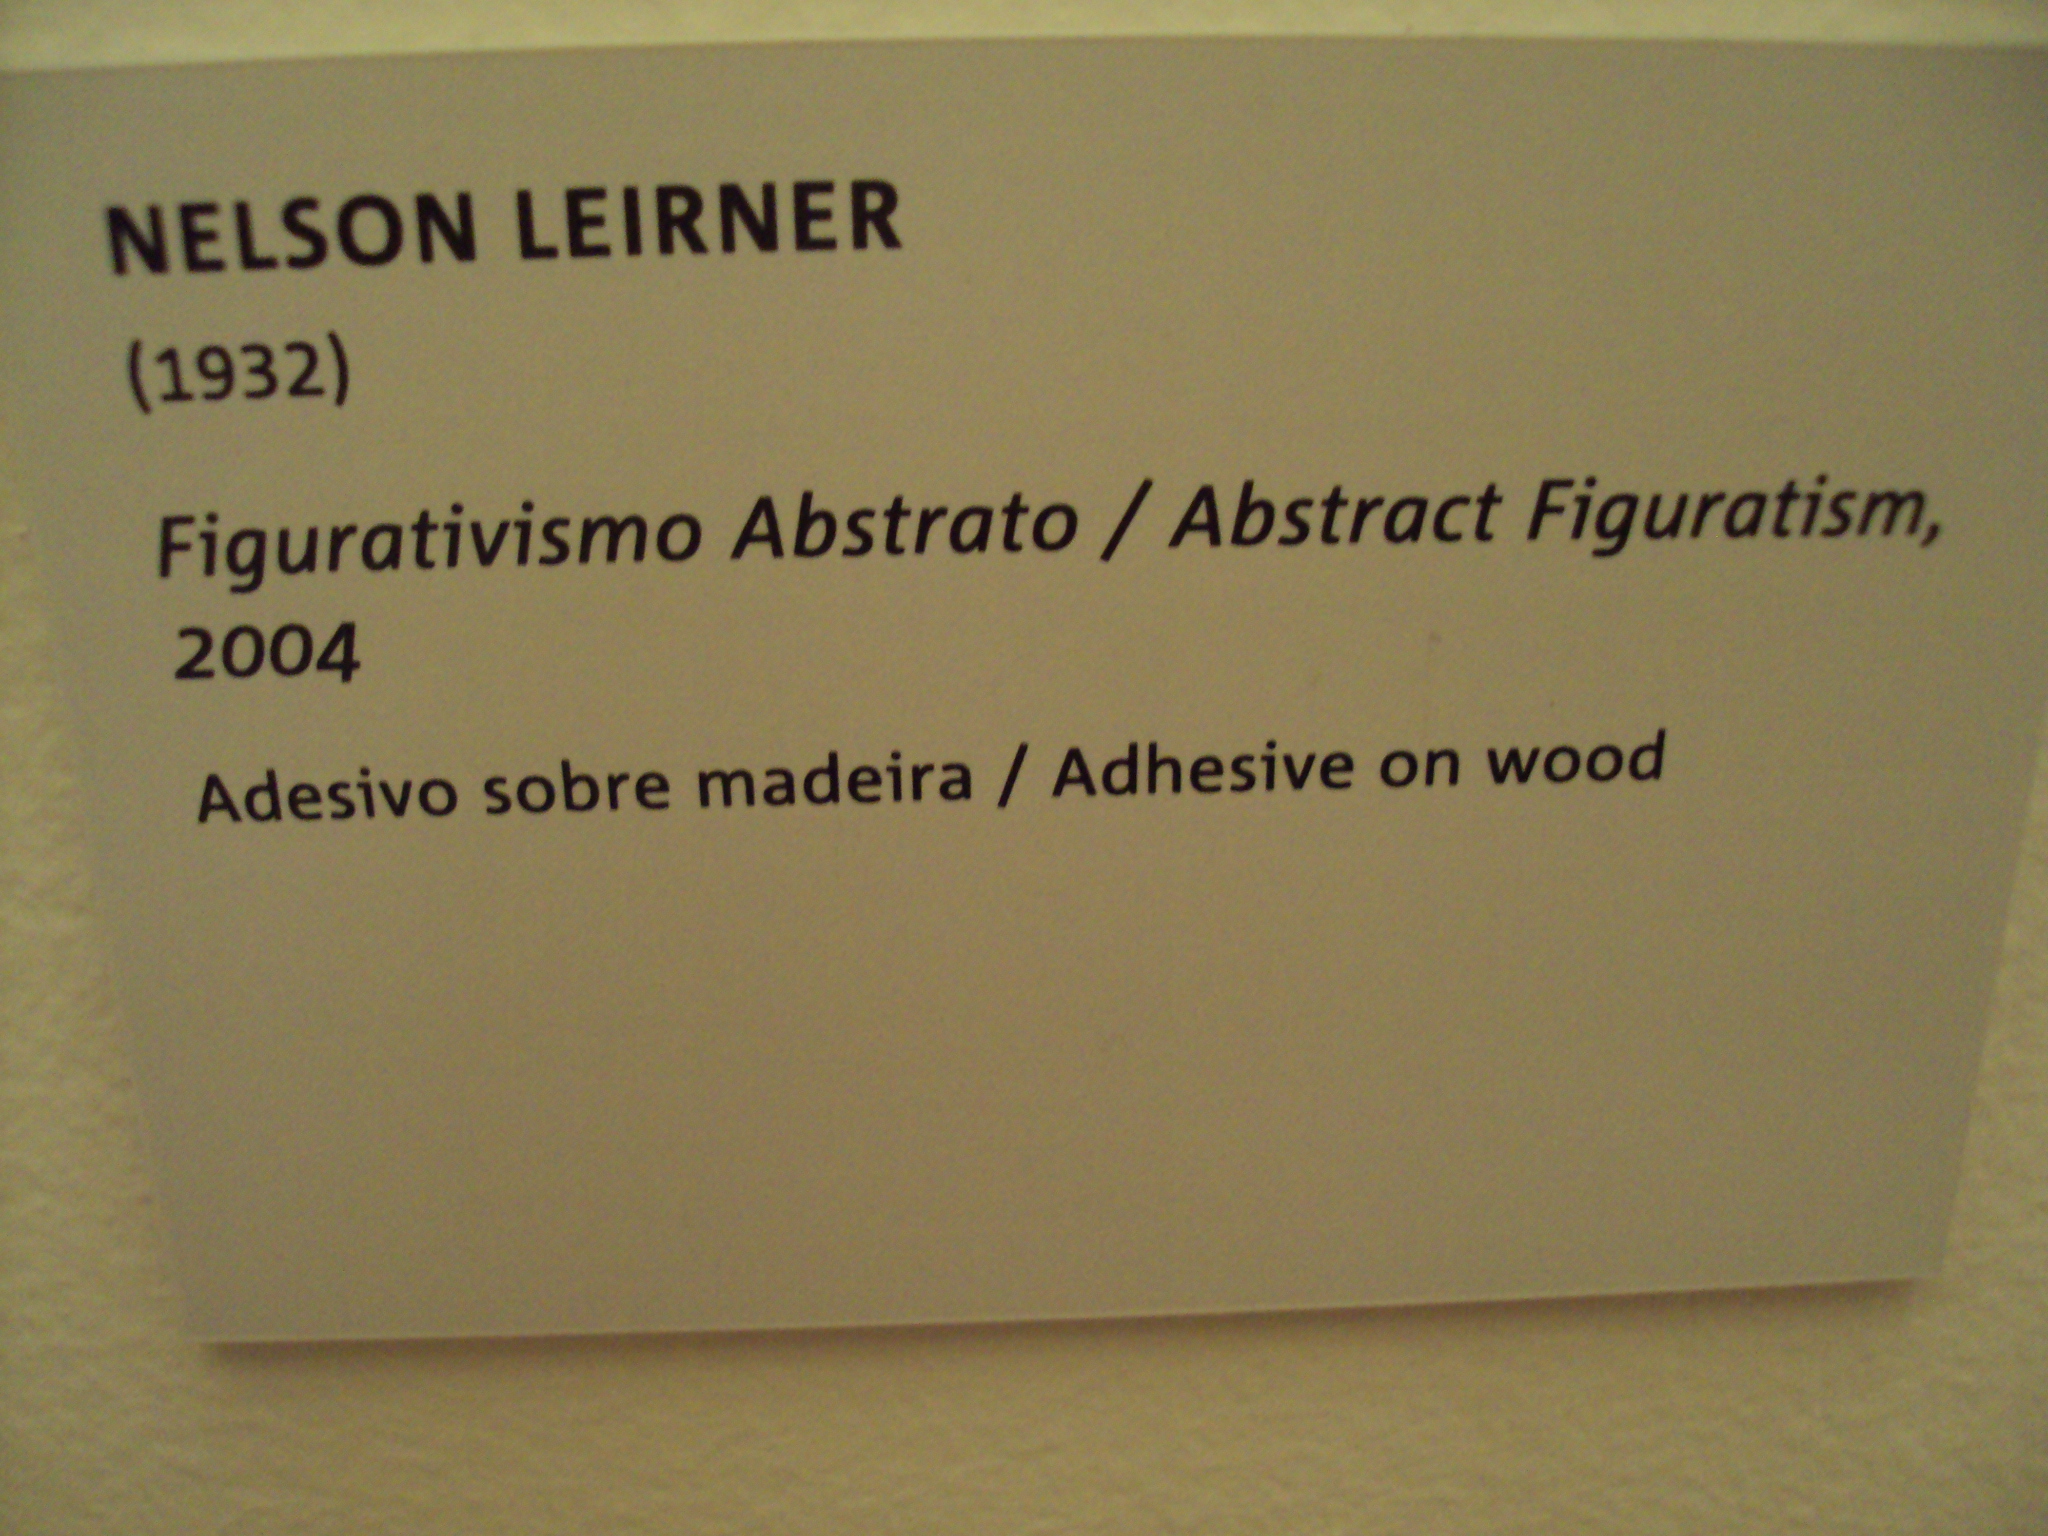 NELSON LEIRNER
(1932)
Figurativismo Abstrato / Abstract Figuratism,
2004
Adesivo sobre madeira / Adhesive on wood